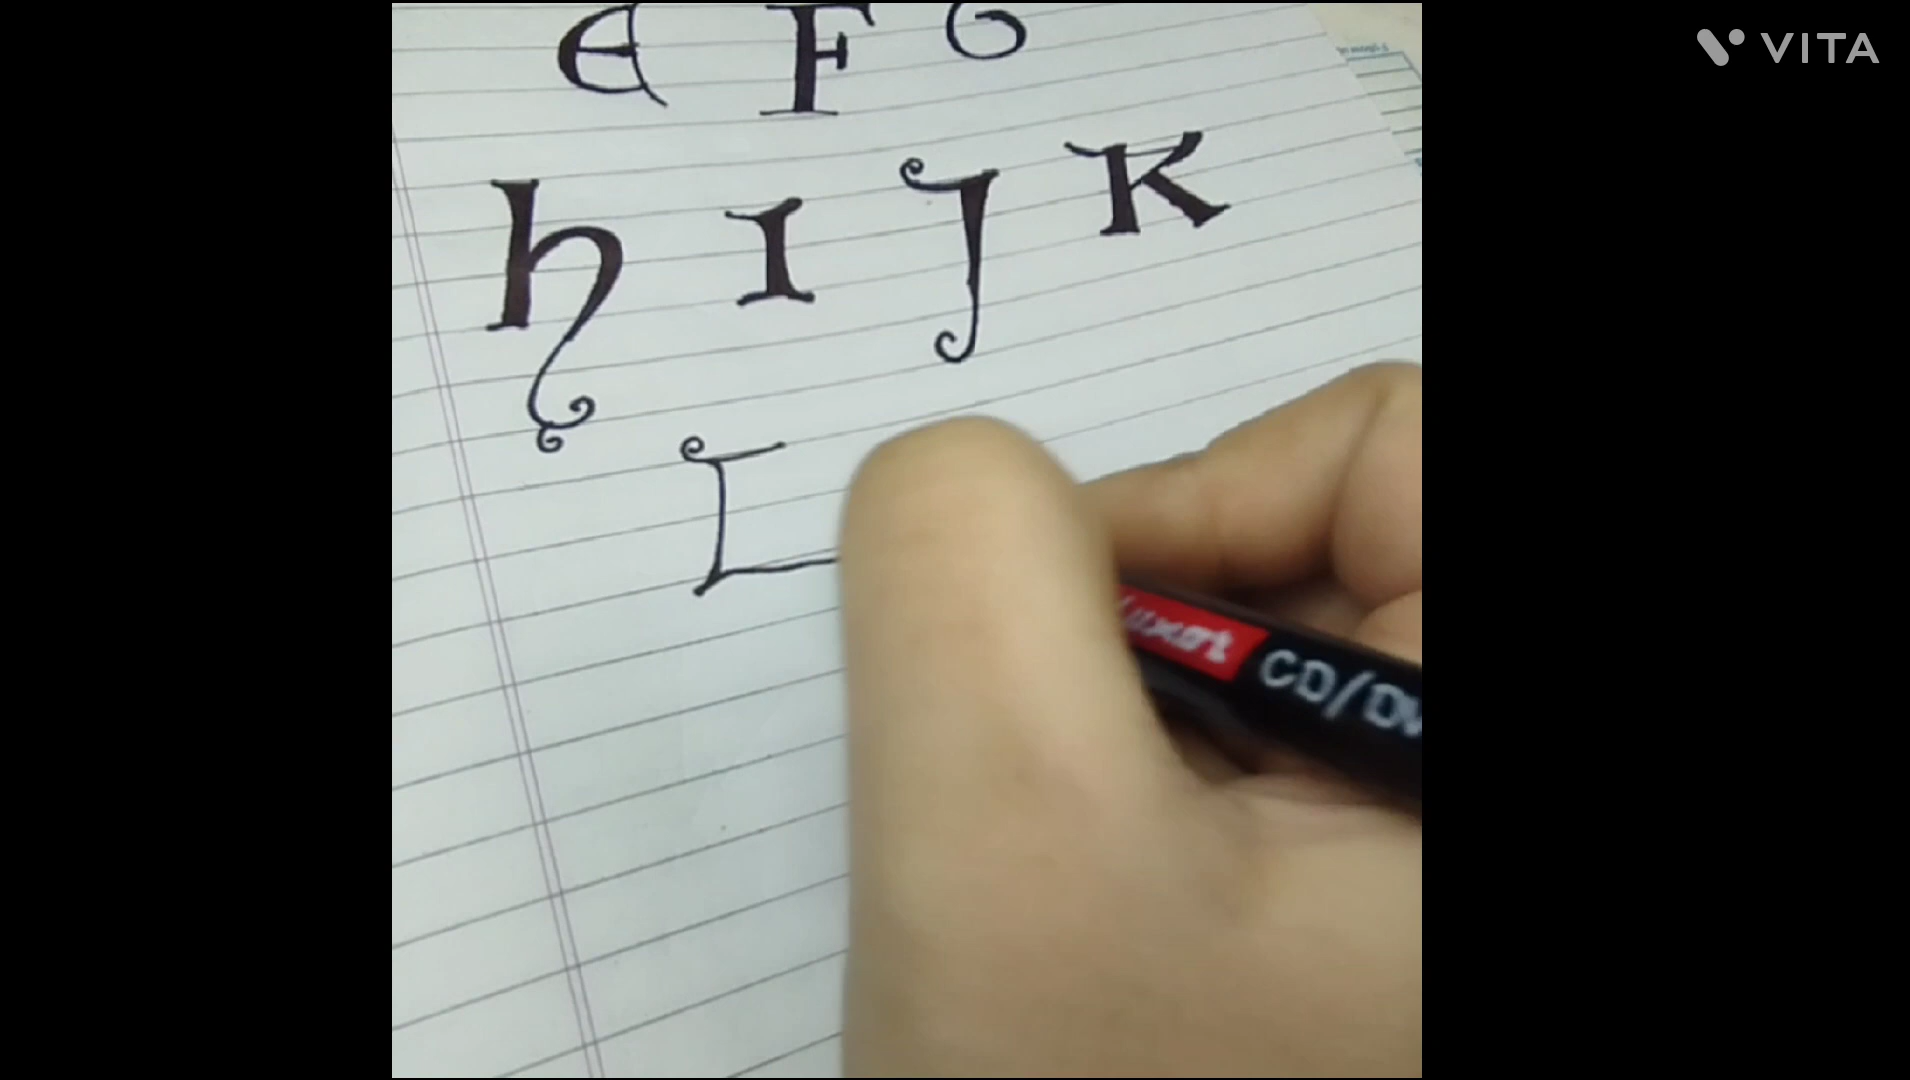 VITA
E F G
h I J K
L
Luxor CD/DV